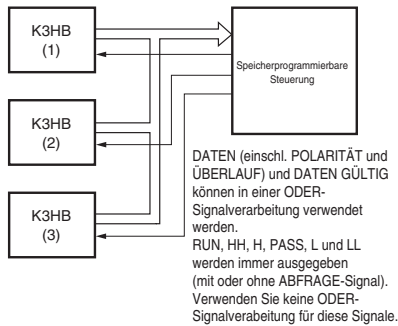 K3HB
(1)
K3HB
(2)
K3HB
(3)
Speicherprogrammierbare
Steuerung
DATEN (einschl. POLARITÄT und
ÜBERLAUF) und DATEN GÜLTIG
können in einer ODER-
Signalverarbeitung verwendet
werden.
RUN, HH, H, PASS, L und LL
werden immer ausgegeben
(mit oder ohne ABFRAGE-Signal).
Verwenden Sie keine ODER-
Signalverabeitung für diese Signale.